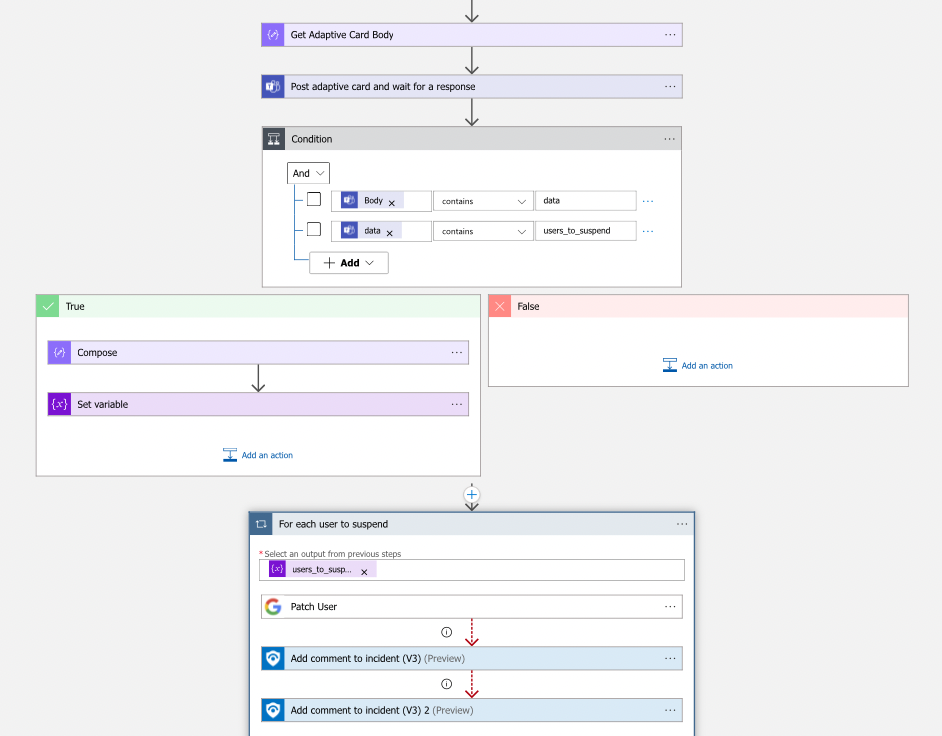 Get Adaptive Card Body
Post adaptive card and wait for a response
Condition
And
Body contains data
data contains users_to_suspend
Add
True
False
Compose
Add an action
Set variable
Add an action
For each user to suspend
* Select an output from previous steps
users_to_susp...
Patch User
Add comment to incident (V3) (Preview)
Add comment to incident (V3) 2 (Preview)